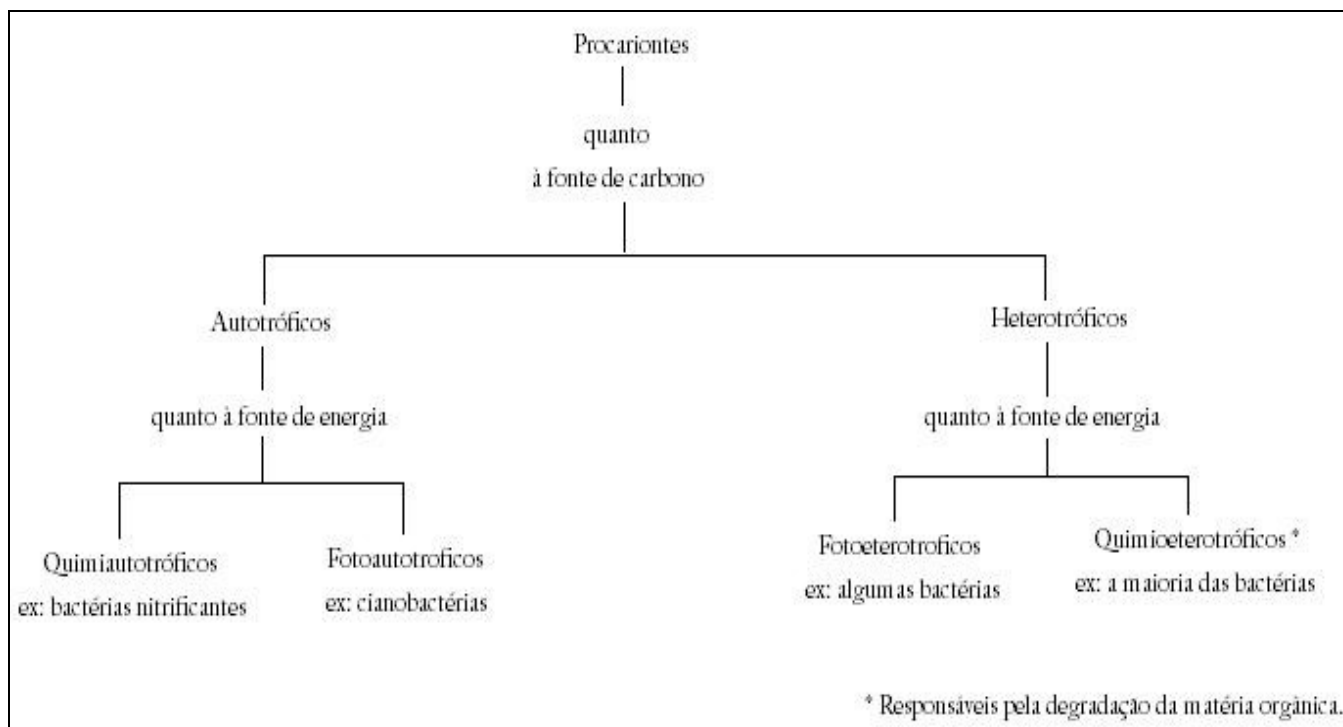 Procariontes
quanto
à fonte de carbono
Autotróficos
Heterotróficos
quanto à fonte de energia
quanto à fonte de energia
Quimiautotróficos
ex: bactérias nitrificantes
Fotoautotroficos
ex: cianobactérias
Fotoeterotroficos
ex: algumas bactérias
Quimioeterotróficos *
ex: a maioria das bactérias
* Responsáveis pela degradação da matéria orgânica.